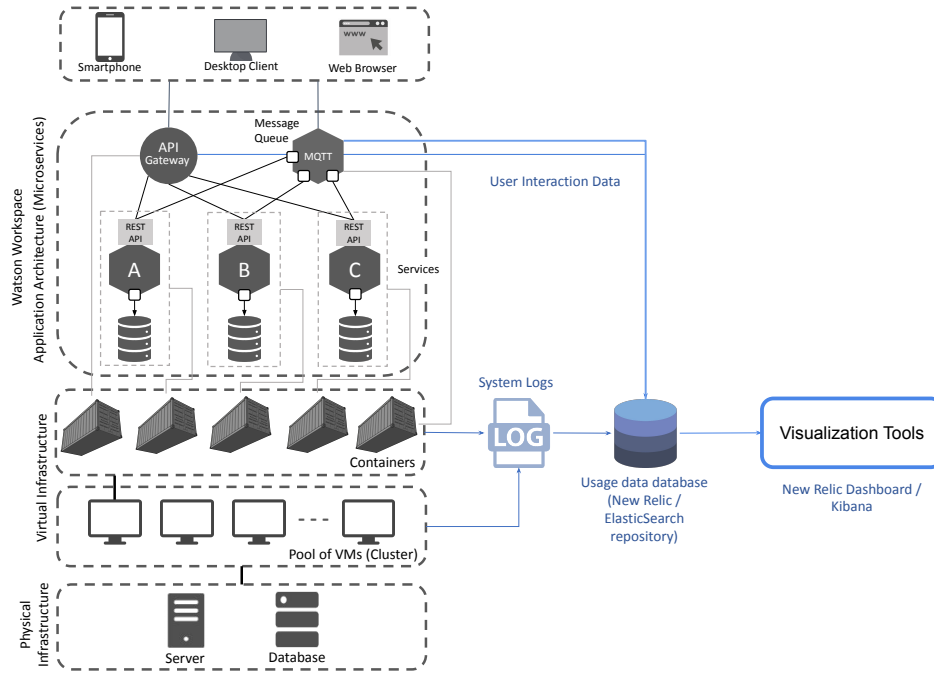 WWW
Smartphone
Desktop Client
Web Browser
Watson Workspace
Application Architecture (Microservices)
Message
Queue
API
Gateway
MQTT
User Interaction Data
REST
API
REST
API
REST
API
A
B
C
Services
Virtual Infrastructure
Containers
System Logs
LOG
Visualization Tools
Usage data database
(New Relic /
ElasticSearch
repository)
New Relic Dashboard /
Kibana
Pool of VMs (Cluster)
Physical
Infrastructure
Server
Database